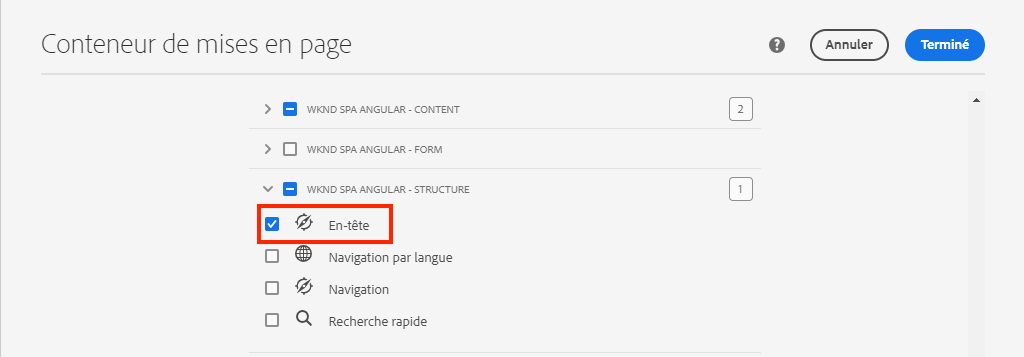 Conteneur de mises en page
? Annuler Terminé
WKND SPA ANGULAR - CONTENT 2
WKND SPA ANGULAR - FORM
WKND SPA ANGULAR - STRUCTURE 1
En-tête
Navigation par langue
Navigation
Recherche rapide